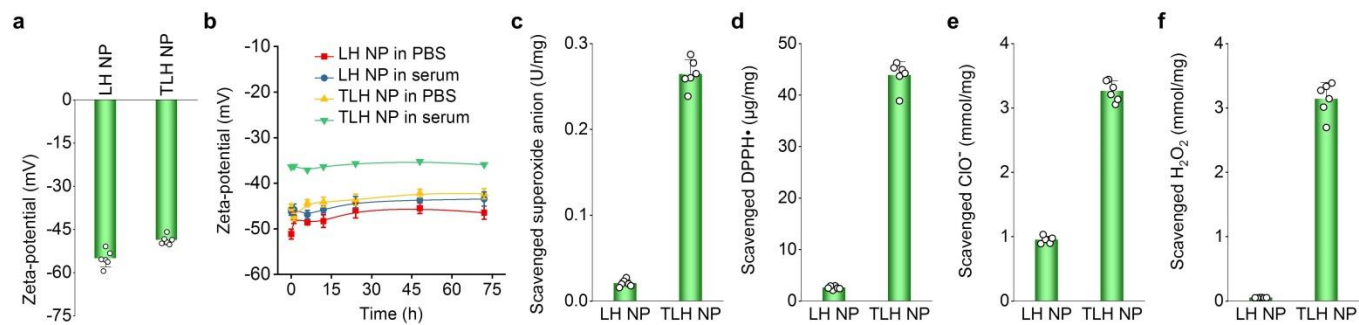 a
LH NP
TLH NP
Zeta-potential (mV)
0
-15
-30
-45
-60
-75
b
Zeta-potential (mV)
-10
-20
-30
-40
-50
-60
LH NP in PBS
LH NP in serum
TLH NP in PBS
TLH NP in serum
0 15 30 45 60 75
Time (h)
c
Scavenged superoxide anion (U/mg)
0.3
0.2
0.1
0.0
LH NP TLH NP
d
Scavenged DPPH• (μg/mg)
50
40
30
20
10
0
LH NP TLH NP
e
Scavenged ClO⁻ (mmol/mg)
4
3
2
1
0
LH NP TLH NP
f
Scavenged H₂O₂ (mmol/mg)
4
3
2
1
0
LH NP TLH NP